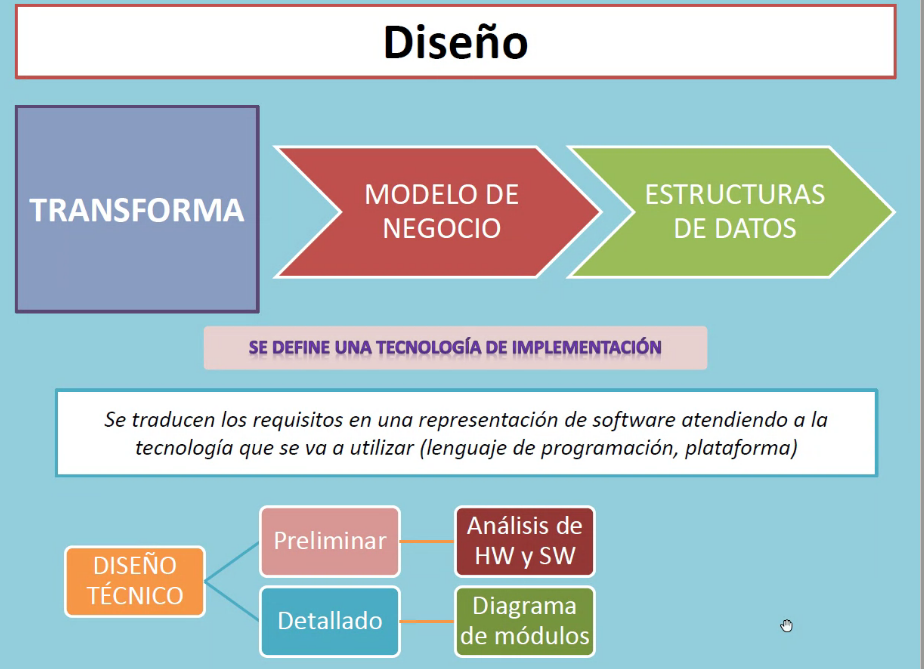 Diseño
TRANSFORMA
MODELO DE
NEGOCIO
ESTRUCTURAS
DE DATOS
SE DEFINE UNA TECNOLOGÍA DE IMPLEMENTACIÓN
Se traducen los requisitos en una representación de software atendiendo a la
tecnología que se va a utilizar (lenguaje de programación, plataforma)
DISEÑO
TÉCNICO
Preliminar
Análisis de
HW y SW
Detallado
Diagrama
de módulos